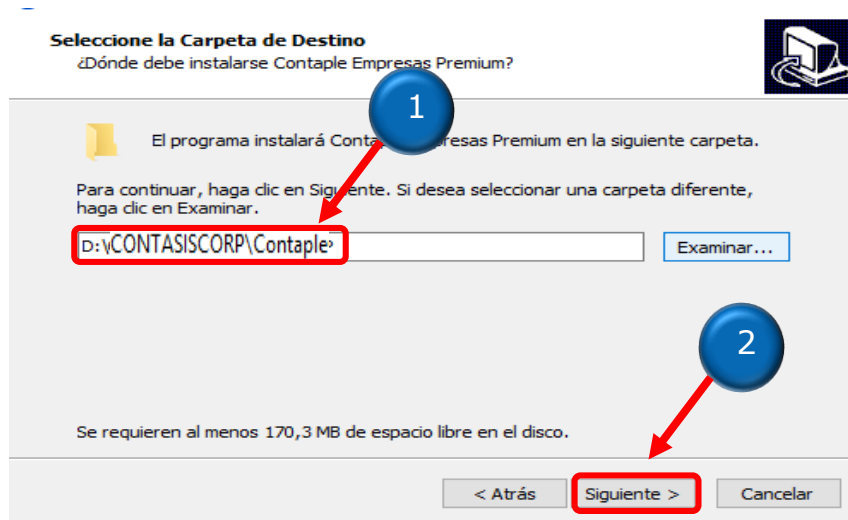 Seleccione la Carpeta de Destino
¿Dónde debe instalarse Contaple Empresas Premium?
1
El programa instalará Contaple Empresas Premium en la siguiente carpeta.
Para continuar, haga clic en Siguiente. Si desea seleccionar una carpeta diferente,
haga clic en Examinar.
D:\CONTASISCORP\Contaple
Examinar...
2
Se requieren al menos 170,3 MB de espacio libre en el disco.
< Atrás
Siguiente >
Cancelar